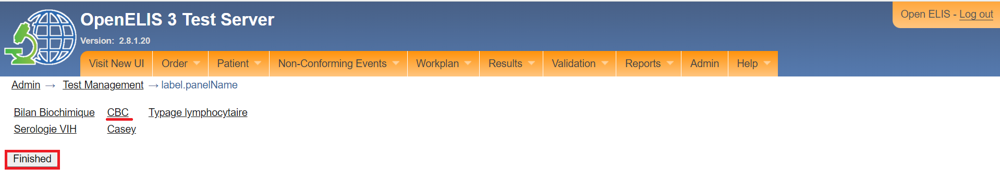 OpenELIS 3 Test Server
Open ELIS - Log out
Version: 2.8.1.20
Visit New UI Order Patient Non-Conforming Events Workplan Results Validation Reports Admin Help
Admin → Test Management → label.panelName
Bilan Biochimique CBC Typage lymphocytaire
Serologie VIH Casey
Finished